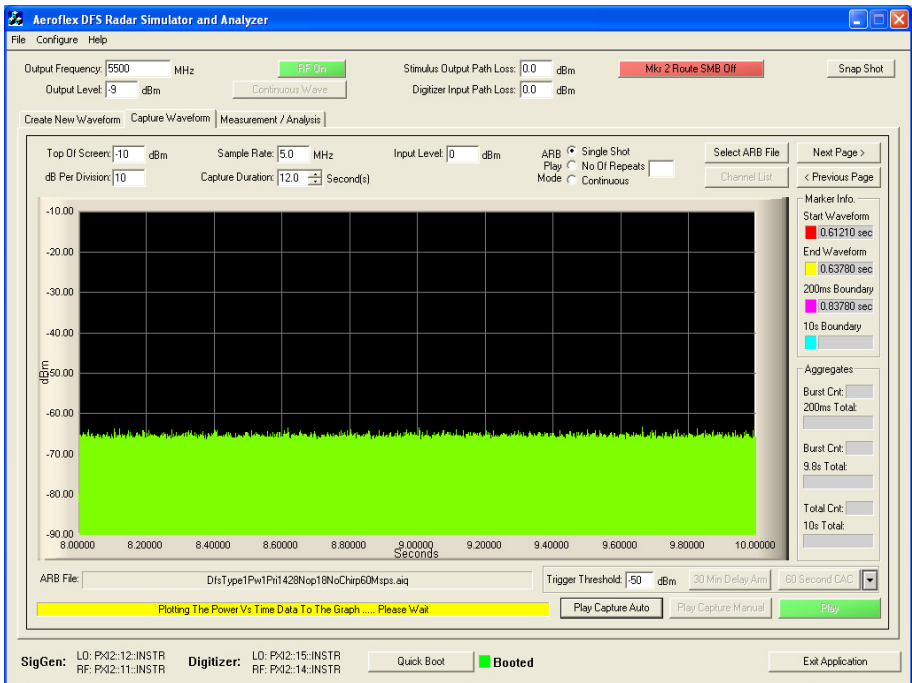 Aeroflex DFS Radar Simulator and Analyzer
File Configure Help
Output Frequency: 5500 MHz RF On Stimulus Output Path Loss: 0.0 dBm Mkr 2 Route SMB Off Snap Shot
Output Level: -9 dBm Continuous Wave Digitizer Input Path Loss: 0.0 dBm
Create New Waveform Capture Waveform Measurement / Analysis
Top Of Screen: -10 dBm Sample Rate: 5.0 MHz Input Level: 0 dBm ARB Play Mode Single Shot Select ARB File Next Page >
No Of Repeats
dB Per Division: 10 Capture Duration: 12.0 Second(s) Continuous Channel List < Previous Page
Marker Info.
Start Waveform
0.61210 sec
End Waveform
0.63780 sec
200ms Boundary
0.83780 sec
10s Boundary
Aggregates
Burst Cnt:
200ms Total:
Burst Cnt:
9.8s Total:
Total Cnt:
10s Total:
-10.00
-20.00
-30.00
-40.00
dBm
-50.00
-60.00
-70.00
-80.00
-90.00
8.00000 8.20000 8.40000 8.60000 8.80000 9.00000 9.20000 9.40000 9.60000 9.80000 10.00000
Seconds
ARB File: DfsType1Pw1Pri1428Nop18NoChirp60Msps.aiq Trigger Threshold: -50 dBm 30 Min Delay Arm 60 Second CAC
Plotting The Power Vs Time Data To The Graph ..... Please Wait Play Capture Auto Play Capture Manual Play
SigGen: LO: PXI2::12::INSTR Digitizer: LO: PXI2::15::INSTR Quick Boot Booted Exit Application
RF: PXI2::11::INSTR RF: PXI2::14::INSTR